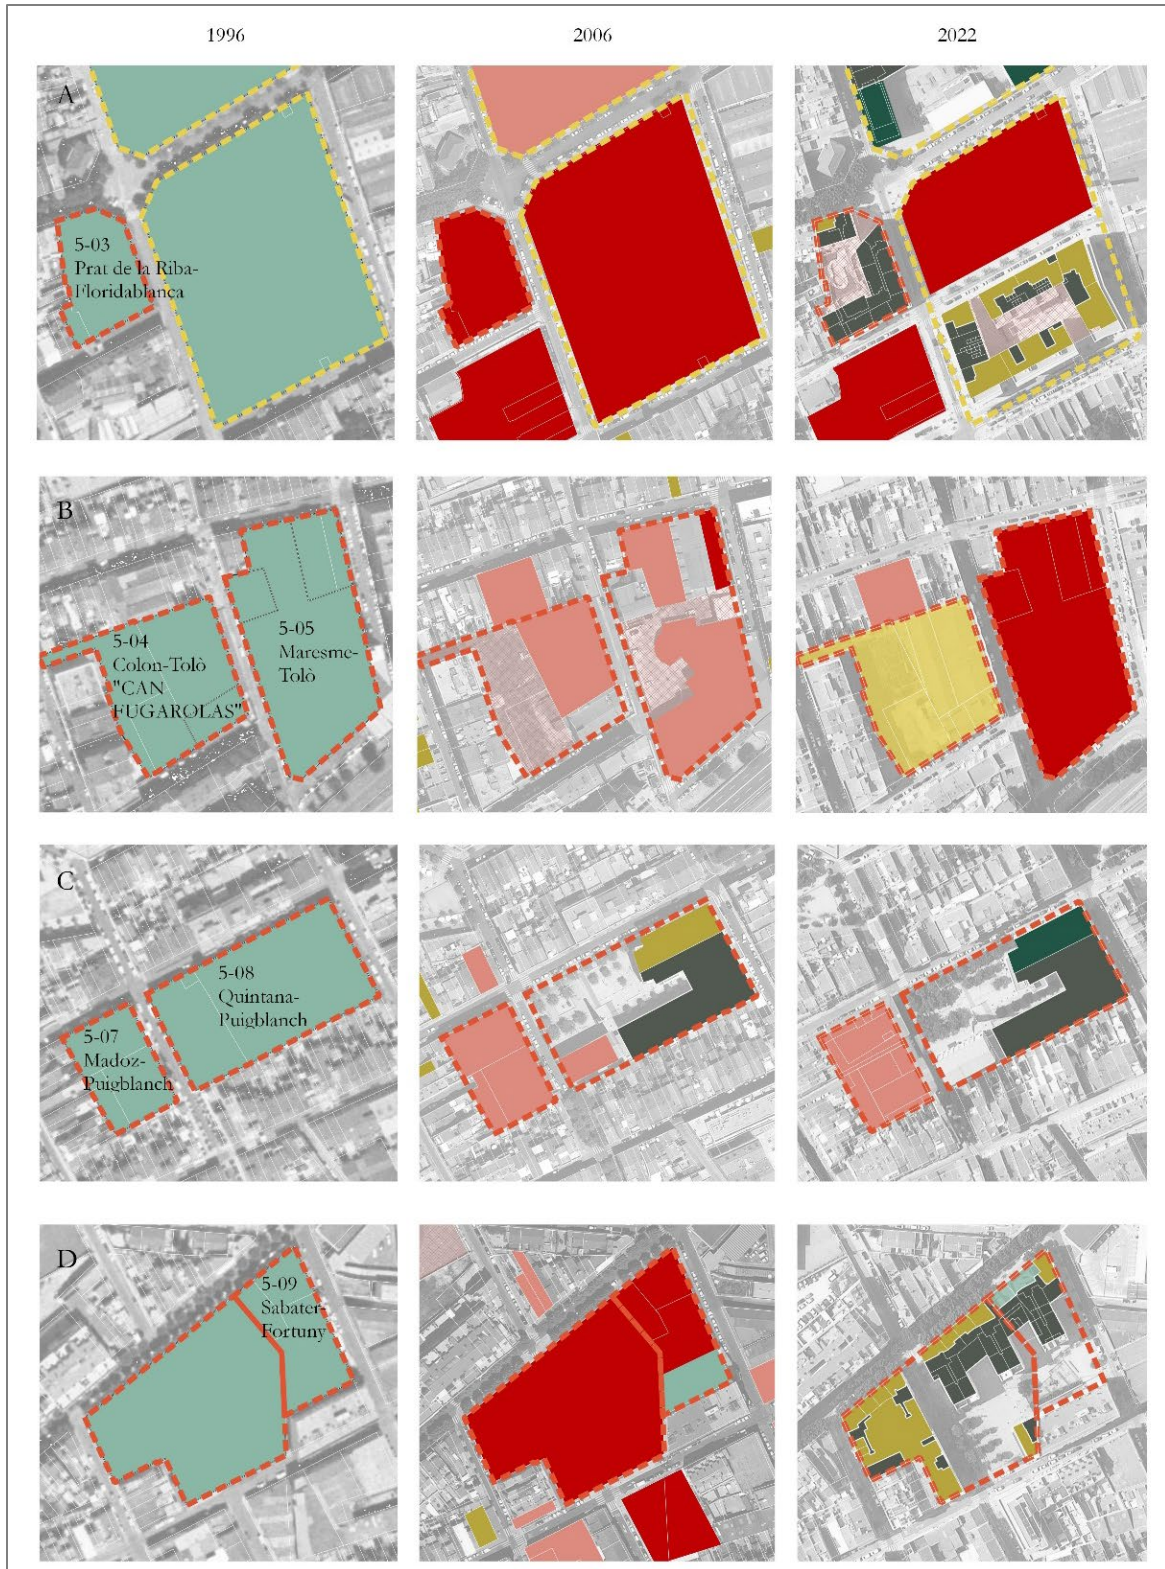 1996
2006
2022
A
5-03
Prat de la Riba-
Floridablanca
B
5-04
Colon-Tolò
"CAN
FUGAROLAS"
5-05
Maresme-
Tolò
C
5-08
Quintana-
Puigblanch
5-07
Madoz-
Puigblanch
D
5-09
Sabater-
Fortuny